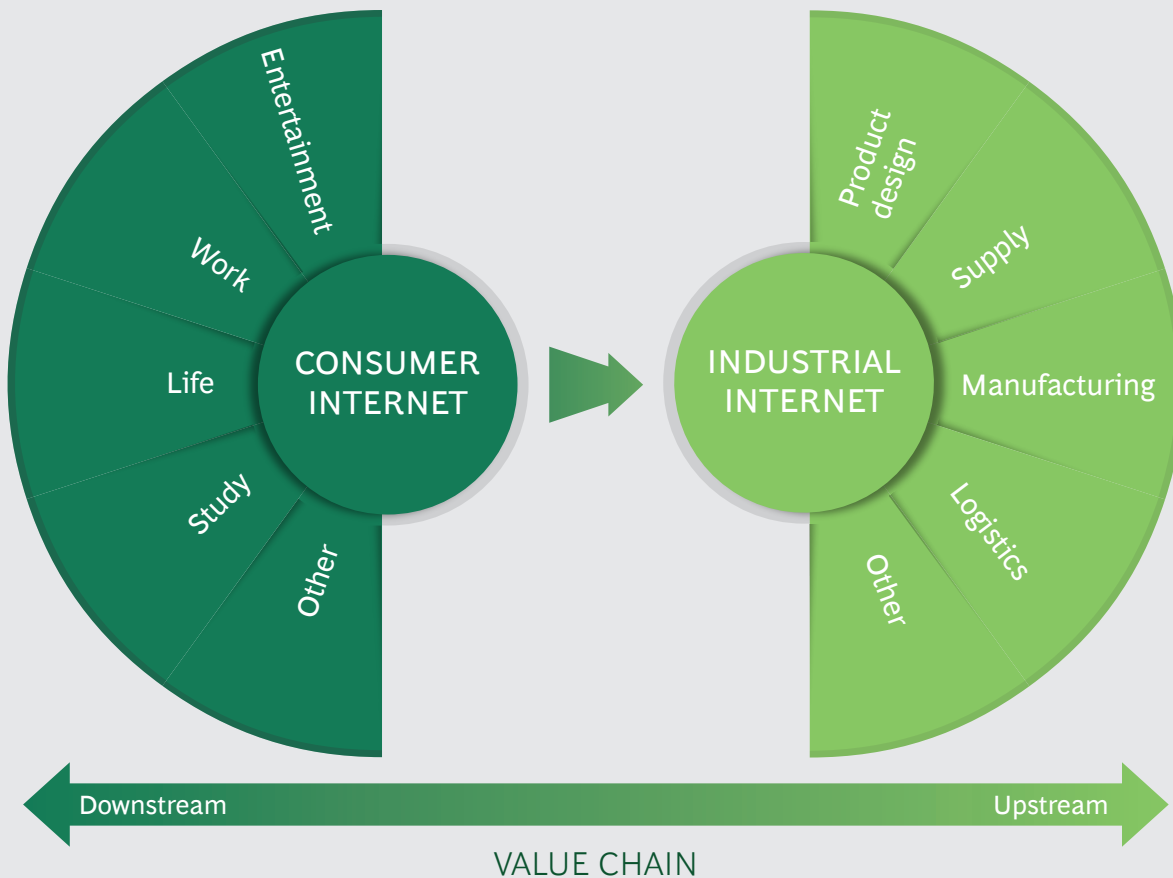 Entertainment
Work
Life
Study
Other
CONSUMER
INTERNET
INDUSTRIAL
INTERNET
Product
design
Supply
Manufacturing
Logistics
Other
Downstream
Upstream
VALUE CHAIN